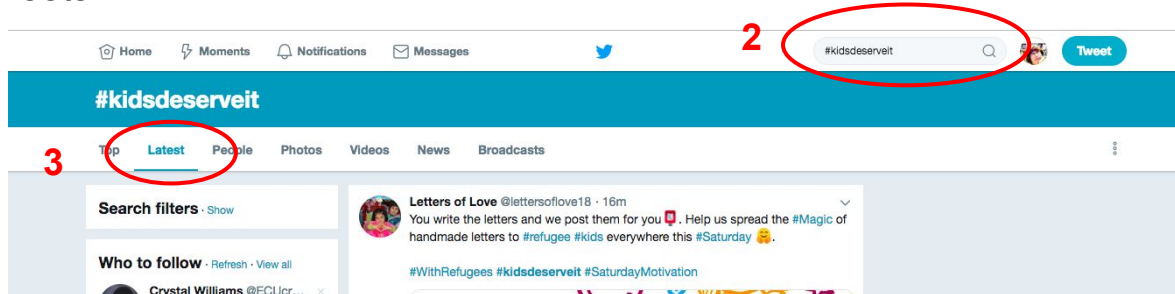 2
Home Moments Notifications Messages #kidsdeserveit Tweet
#kidsdeserveit
3
Top Latest People Photos Videos News Broadcasts
Search filters · Show
Letters of Love @lettersoflove18 · 16m
You write the letters and we post them for you 📮. Help us spread the #Magic of
handmade letters to #refugee #kids everywhere this #Saturday 🤗.
#WithRefugees #kidsdeserveit #SaturdayMotivation
Who to follow · Refresh · View all
Crystal Williams @ECUcr...